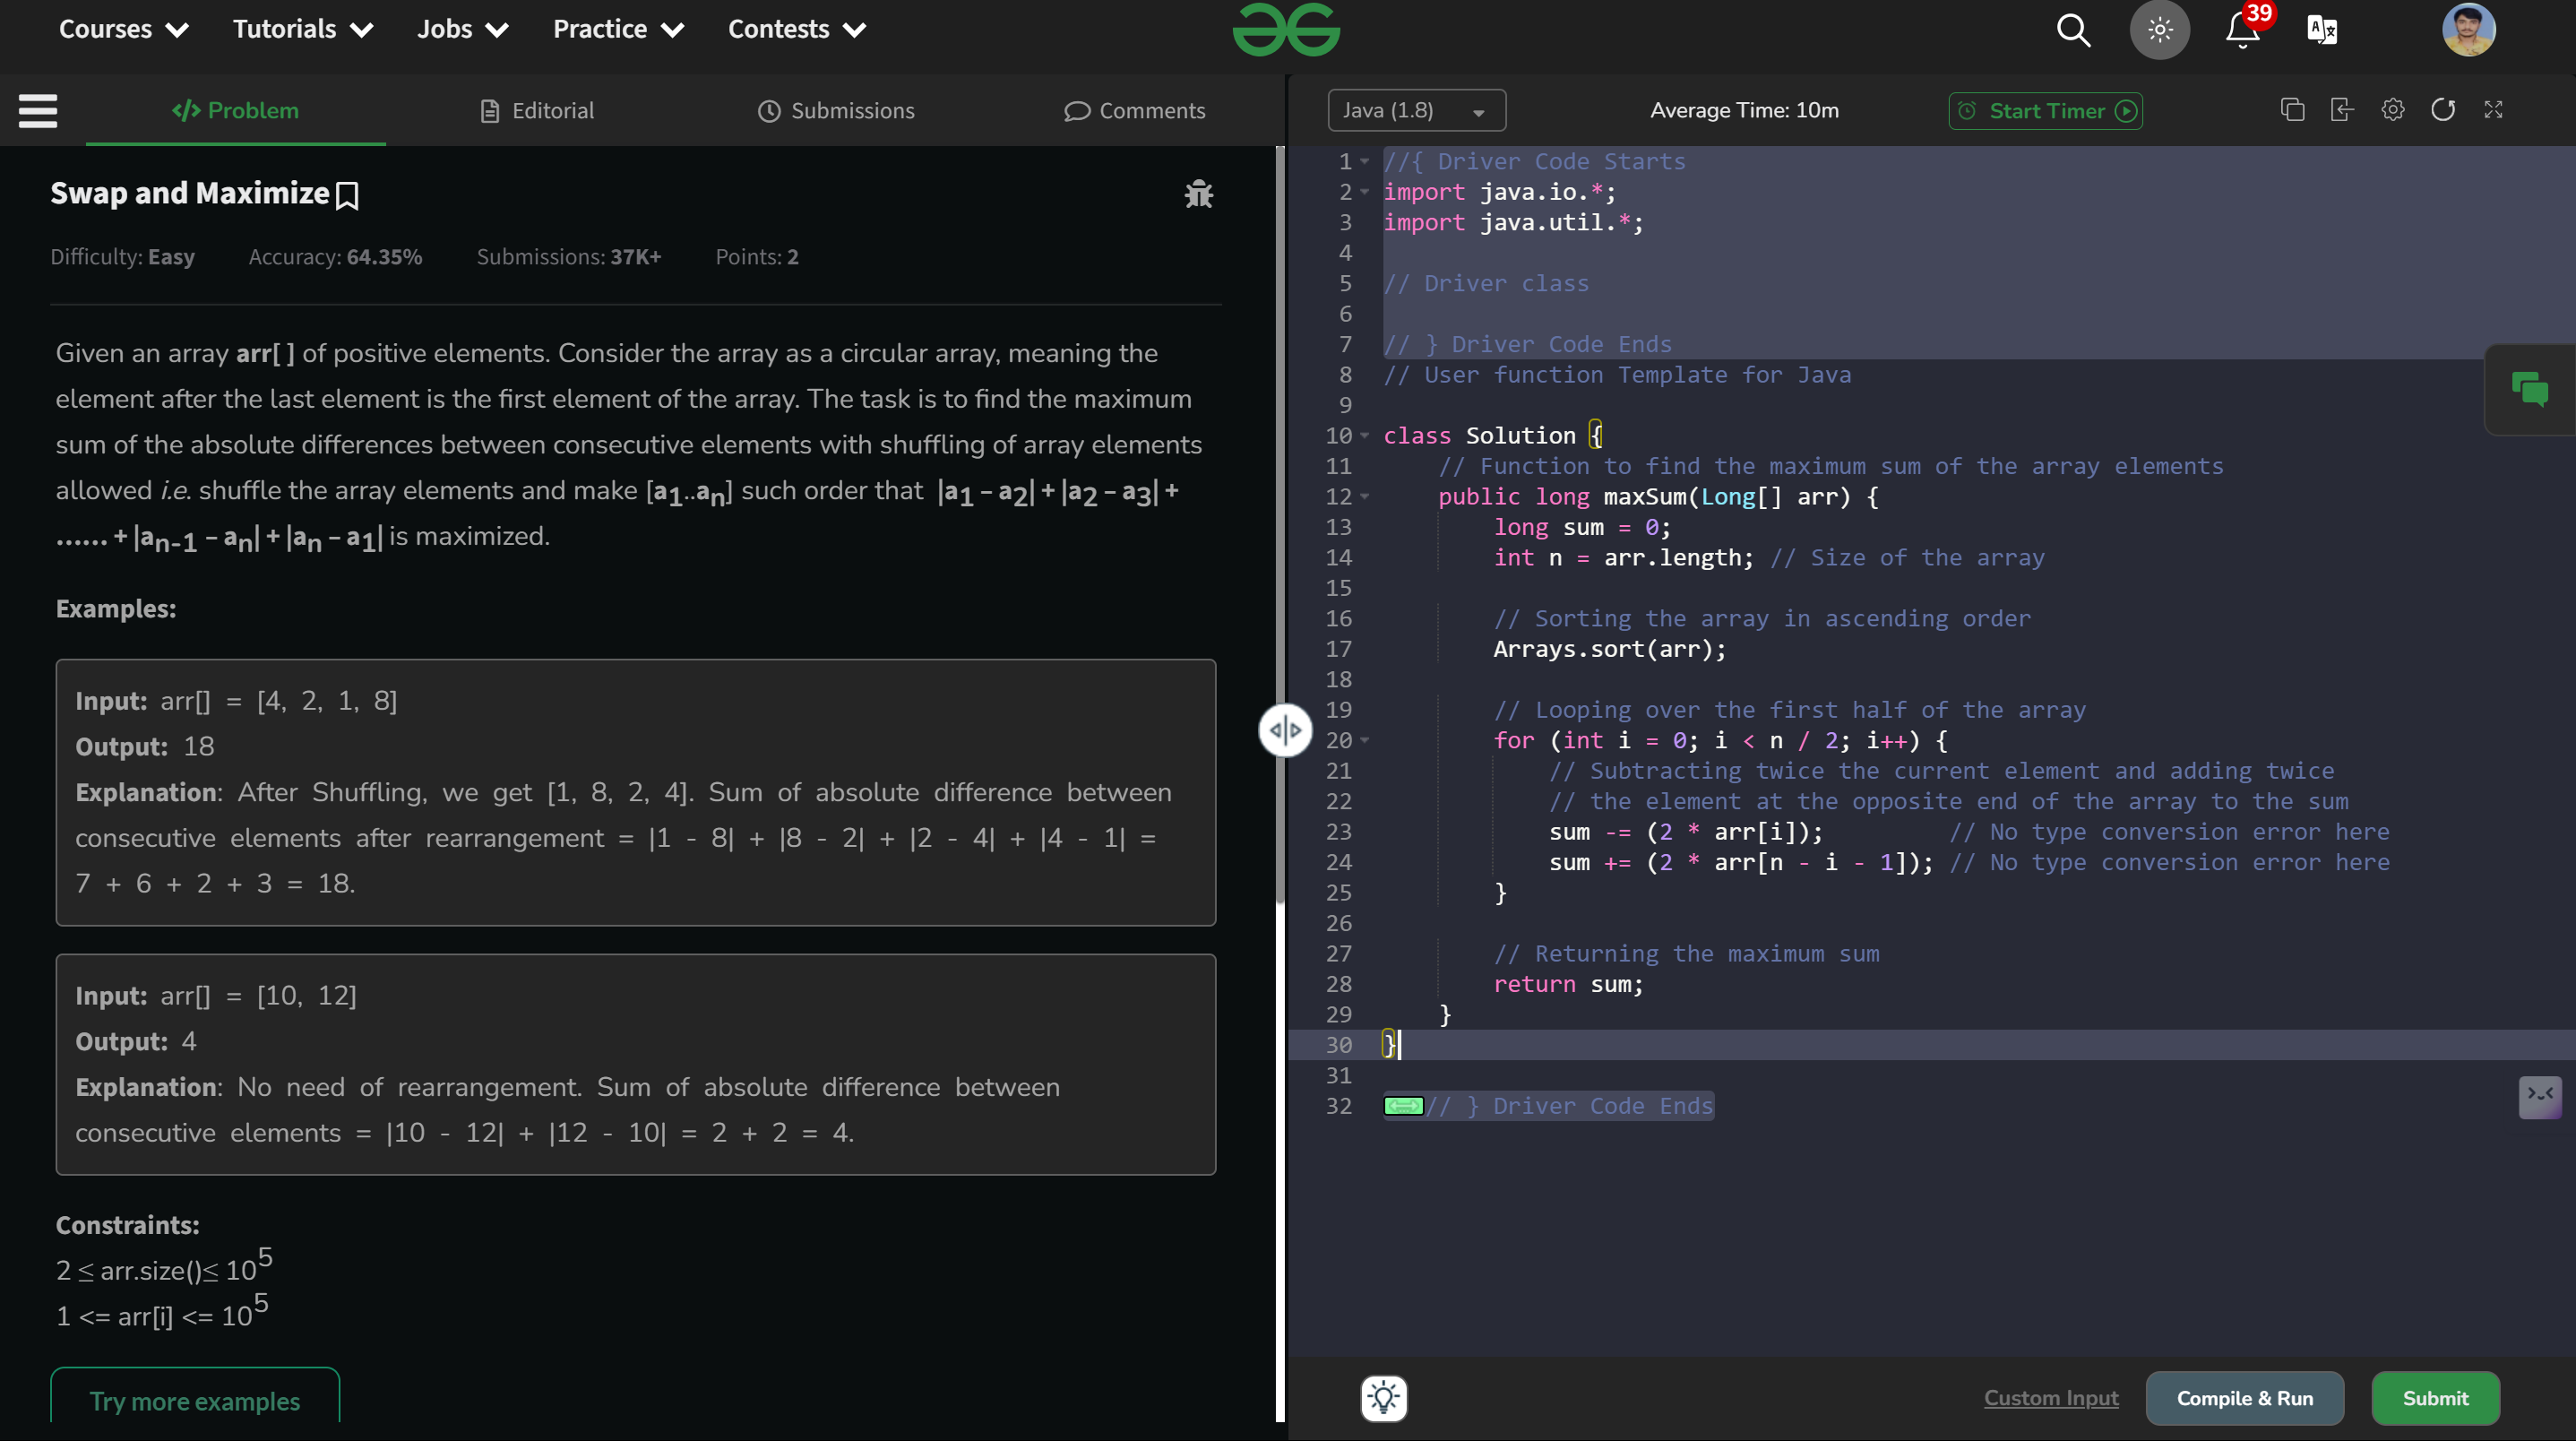 Courses Tutorials Jobs Practice Contests
39
Problem Editorial Submissions Comments
Swap and Maximize
Difficulty: Easy Accuracy: 64.35% Submissions: 37K+ Points: 2
Given an array arr[ ] of positive elements. Consider the array as a circular array, meaning the
element after the last element is the first element of the array. The task is to find the maximum
sum of the absolute differences between consecutive elements with shuffling of array elements
allowed i.e. shuffle the array elements and make [a1..an] such order that |a1 – a2| + |a2 – a3| +
...... + |an-1 – an| + |an – a1| is maximized.
Examples:
Input: arr[] = [4, 2, 1, 8]
Output: 18
Explanation: After Shuffling, we get [1, 8, 2, 4]. Sum of absolute difference between
consecutive elements after rearrangement = |1 - 8| + |8 - 2| + |2 - 4| + |4 - 1| =
7 + 6 + 2 + 3 = 18.
Input: arr[] = [10, 12]
Output: 4
Explanation: No need of rearrangement. Sum of absolute difference between
consecutive elements = |10 - 12| + |12 - 10| = 2 + 2 = 4.
Constraints:
2 ≤ arr.size()≤ 10^5
1 <= arr[i] <= 10^5
Try more examples
Java (1.8) Average Time: 10m Start Timer
1 //{ Driver Code Starts
2 import java.io.*;
3 import java.util.*;
4
5 // Driver class
6
7 // } Driver Code Ends
8 // User function Template for Java
9
10 class Solution {
11 // Function to find the maximum sum of the array elements
12 public long maxSum(Long[] arr) {
13 long sum = 0;
14 int n = arr.length; // Size of the array
15
16 // Sorting the array in ascending order
17 Arrays.sort(arr);
18
19 // Looping over the first half of the array
20 for (int i = 0; i < n / 2; i++) {
21 // Subtracting twice the current element and adding twice
22 // the element at the opposite end of the array to the sum
23 sum -= (2 * arr[i]); // No type conversion error here
24 sum += (2 * arr[n - i - 1]); // No type conversion error here
25 }
26
27 // Returning the maximum sum
28 return sum;
29 }
30 }
31
32 // } Driver Code Ends
Custom Input Compile & Run Submit